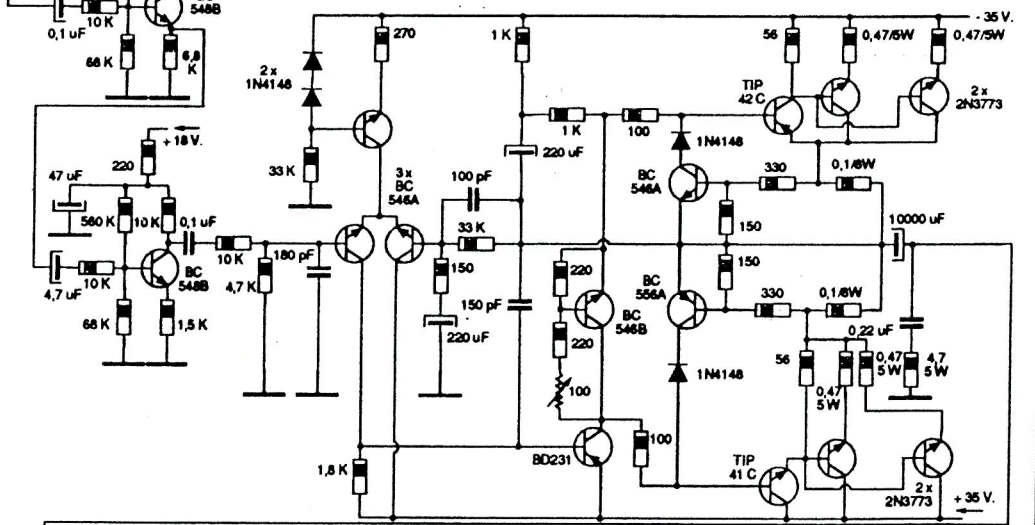 548B
10 K
0,1 uF
68 K
6,8
K
2 x
1N4148
270
33 K
1 K
220 uF
1 K
100
56
0,47/5W
0,47/5W
- 35 V.
TIP
42 C
2 x
2N3773
1N4148
BC
546A
330
0,1/8W
150
10000 uF
+ 18 V.
220
47 uF
560 K
10 K
0,1 uF
10 K
4,7 uF
10K
BC
548B
68 K
1,5 K
4,7 K
180 pF
3 x
BC
546A
100 pF
33 K
150
150 pF
220 uF
220
BC
546B
220
100
BD231
1,8 K
100
150
BC
556A
330
0,1/8W
1N4148
56
0,22 uF
0,47
5 W
0,47
5 W
4,7
5 W
TIP
41 C
2 x
2N3773
+ 35 V.